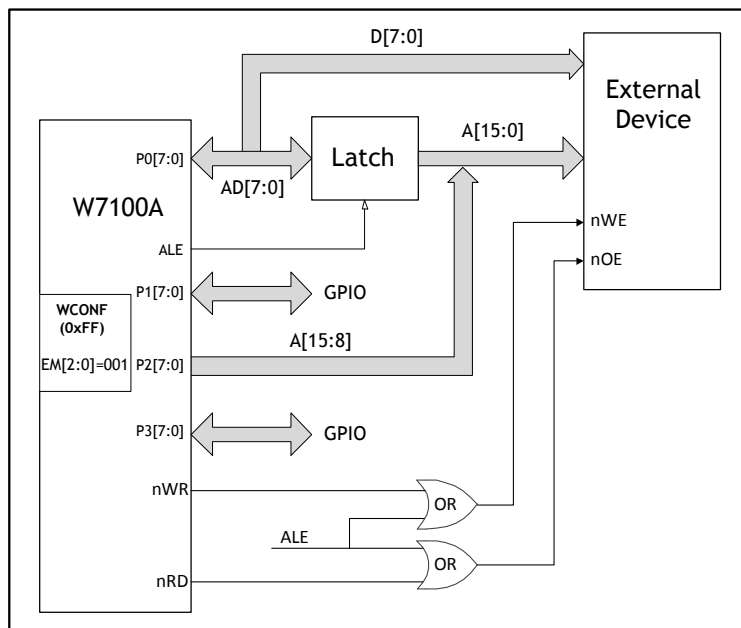 D[7:0]
External
Device
A[15:0]
P0[7:0]
Latch
AD[7:0]
W7100A
nWE
ALE
nOE
P1[7:0]
GPIO
WCONF
(0xFF)
A[15:8]
EM[2:0]=001
P2[7:0]
P3[7:0]
GPIO
nWR
OR
ALE
OR
nRD